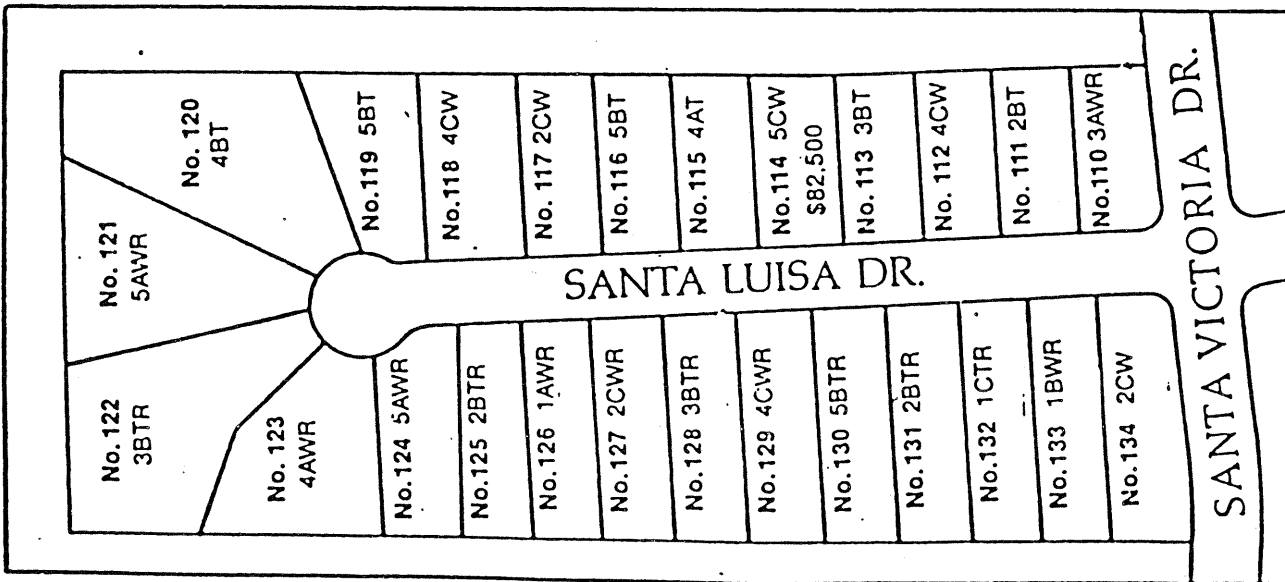 No. 120
4BT
No. 119 5BT
No. 118 4CW
No. 117 2CW
No. 116 5BT
No. 115 4AT
No. 114 5CW
$82.500
No. 113 3BT
No. 112 4CW
No. 111 2BT
No. 110 3AWR
No. 121
5AWR
SANTA LUISA DR.
SANTA VICTORIA DR.
No. 122
3BTR
No. 123
4AWR
No. 124 5AWR
No. 125 2BTR
No. 126 1AWR
No. 127 2CWR
No. 128 3BTR
No. 129 4CWR
No. 130 5BTR
No. 131 2BTR
No. 132 1CTR
No. 133 1BWR
No. 134 2CW